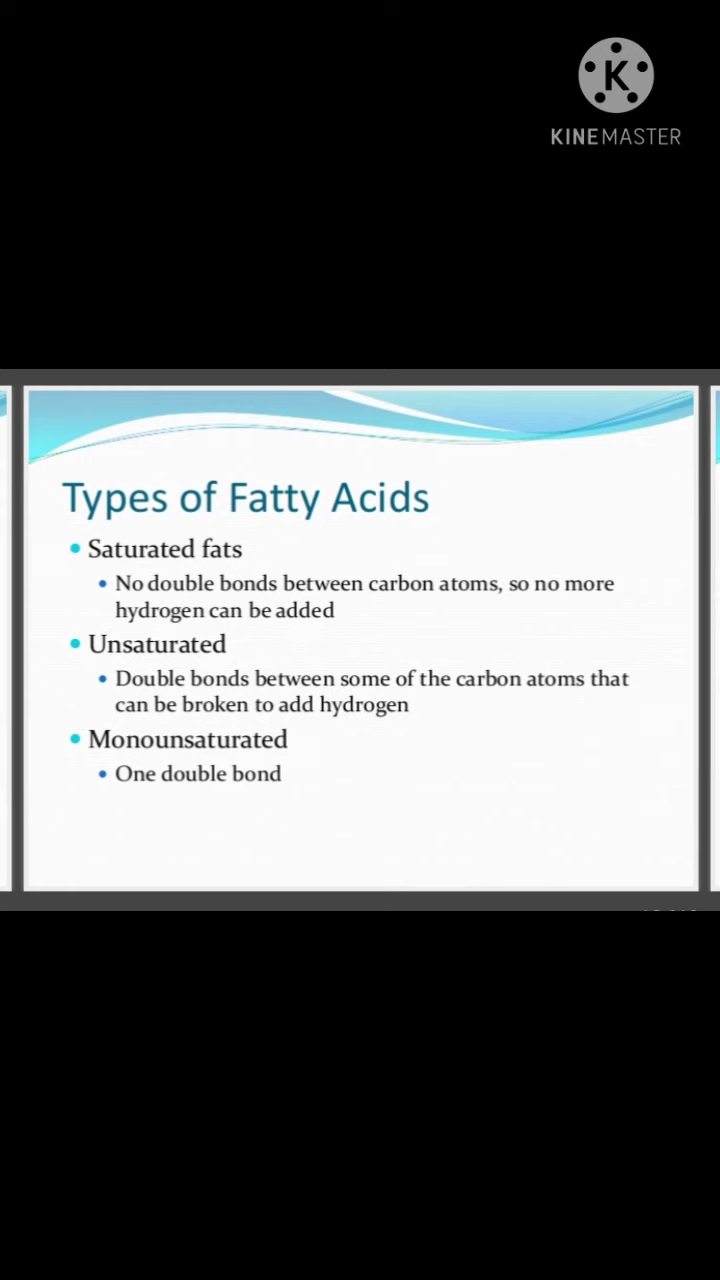 K
KINEMASTER
Types of Fatty Acids
• Saturated fats
• No double bonds between carbon atoms, so no more
hydrogen can be added
• Unsaturated
• Double bonds between some of the carbon atoms that
can be broken to add hydrogen
• Monounsaturated
• One double bond